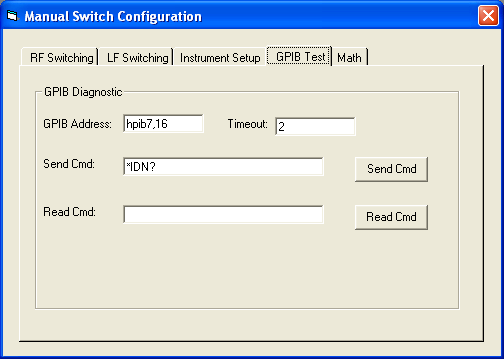 Manual Switch Configuration
RF Switching LF Switching Instrument Setup GPIB Test Math
GPIB Diagnostic
GPIB Address: hpib7,16 Timeout: 2
Send Cmd: *IDN? Send Cmd
Read Cmd: Read Cmd